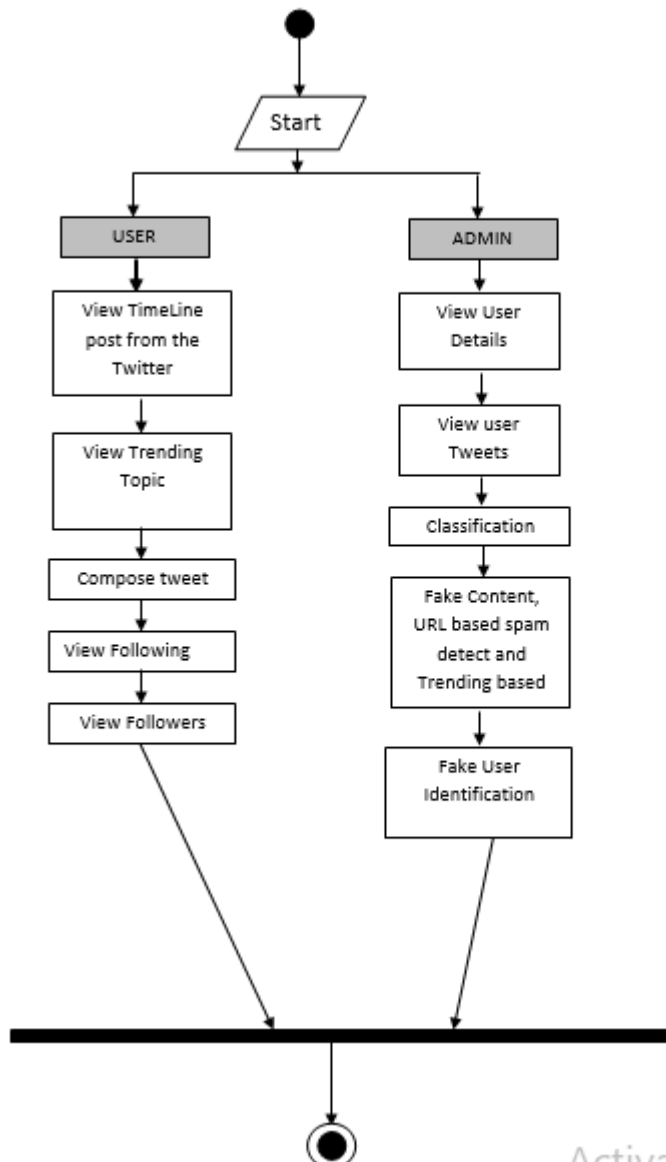 Start
USER
View TimeLine
post from the
Twitter
View Trending
Topic
Compose tweet
View Following
View Followers
ADMIN
View User
Details
View user
Tweets
Classification
Fake Content,
URL based spam
detect and
Trending based
Fake User
Identification